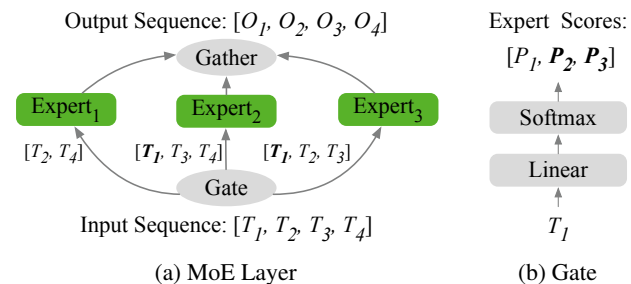 Output Sequence: [O₁, O₂, O₃, O₄]
Gather
Expert₁
Expert₂
Expert₃
[T₂, T₄]
[T₁, T₃, T₄]
[T₁, T₂, T₃]
Gate
Input Sequence: [T₁, T₂, T₃, T₄]
(a) MoE Layer
Expert Scores:
[P₁, P₂, P₃]
Softmax
Linear
T₁
(b) Gate